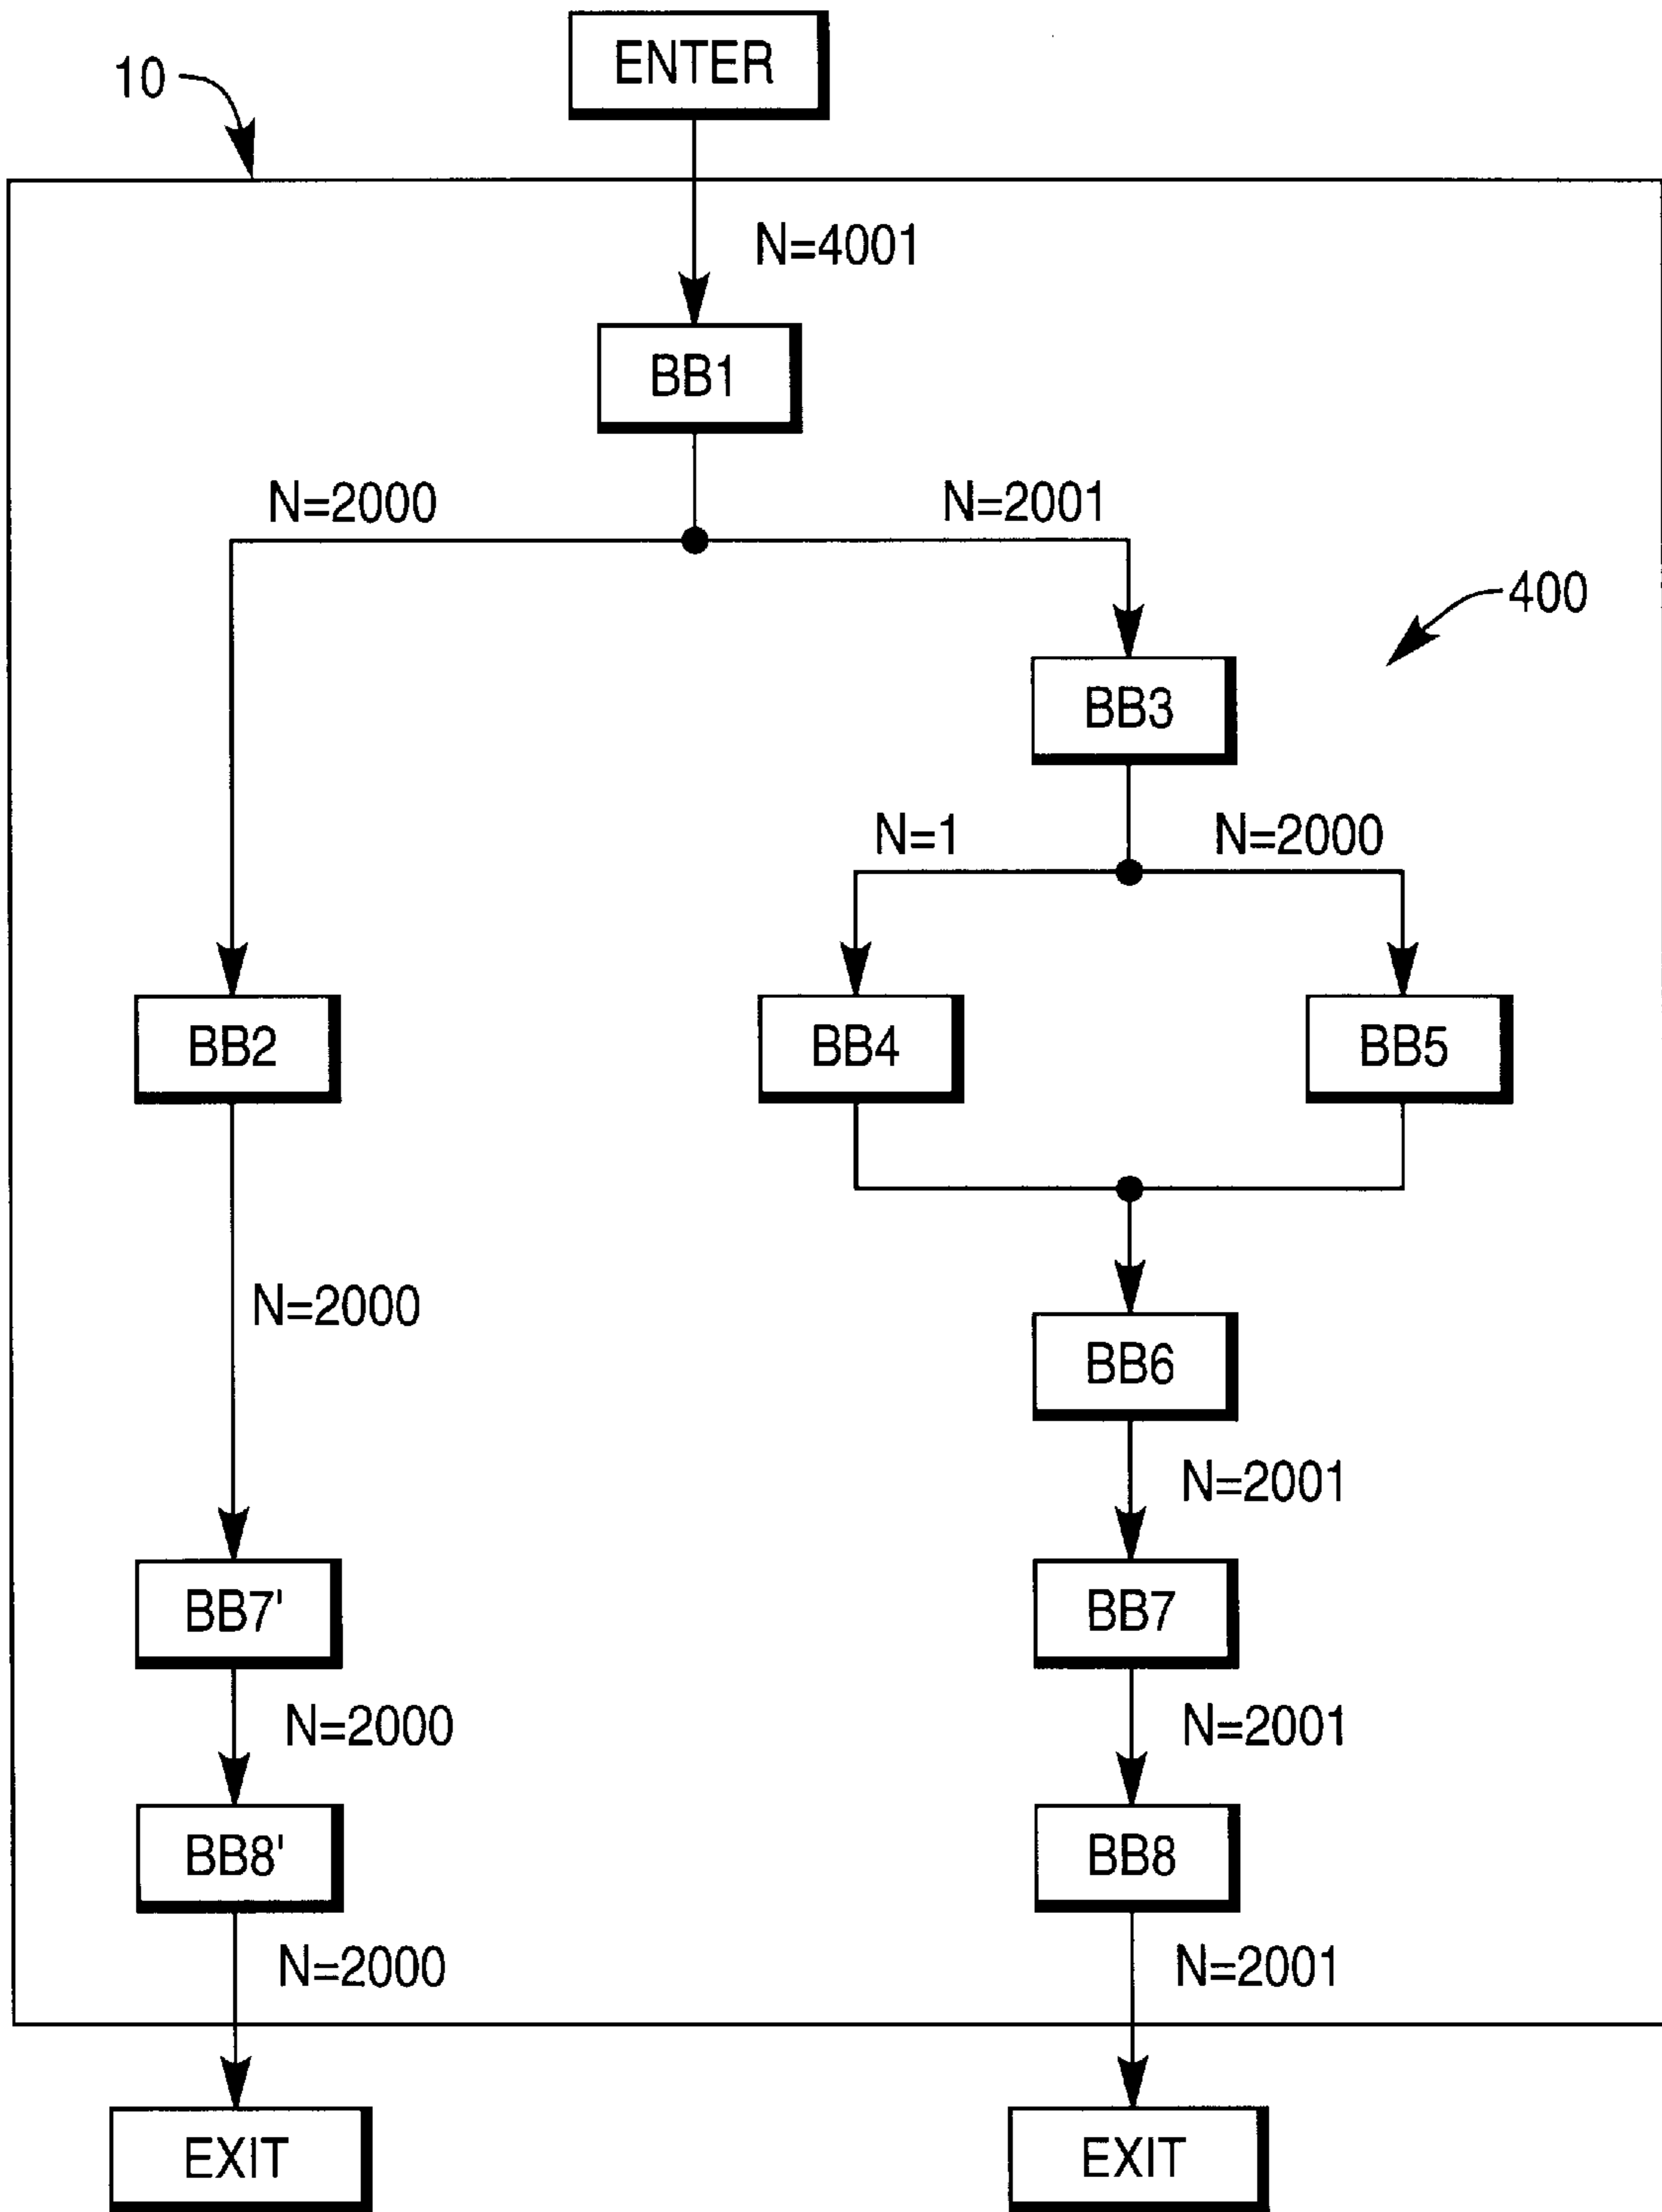 ENTER
10
N=4001
BB1
N=2000
N=2001
400
BB3
N=1
N=2000
BB2
BB4
BB5
N=2000
BB6
N=2001
BB7'
BB7
N=2000
N=2001
BB8'
BB8
N=2000
N=2001
EXIT
EXIT